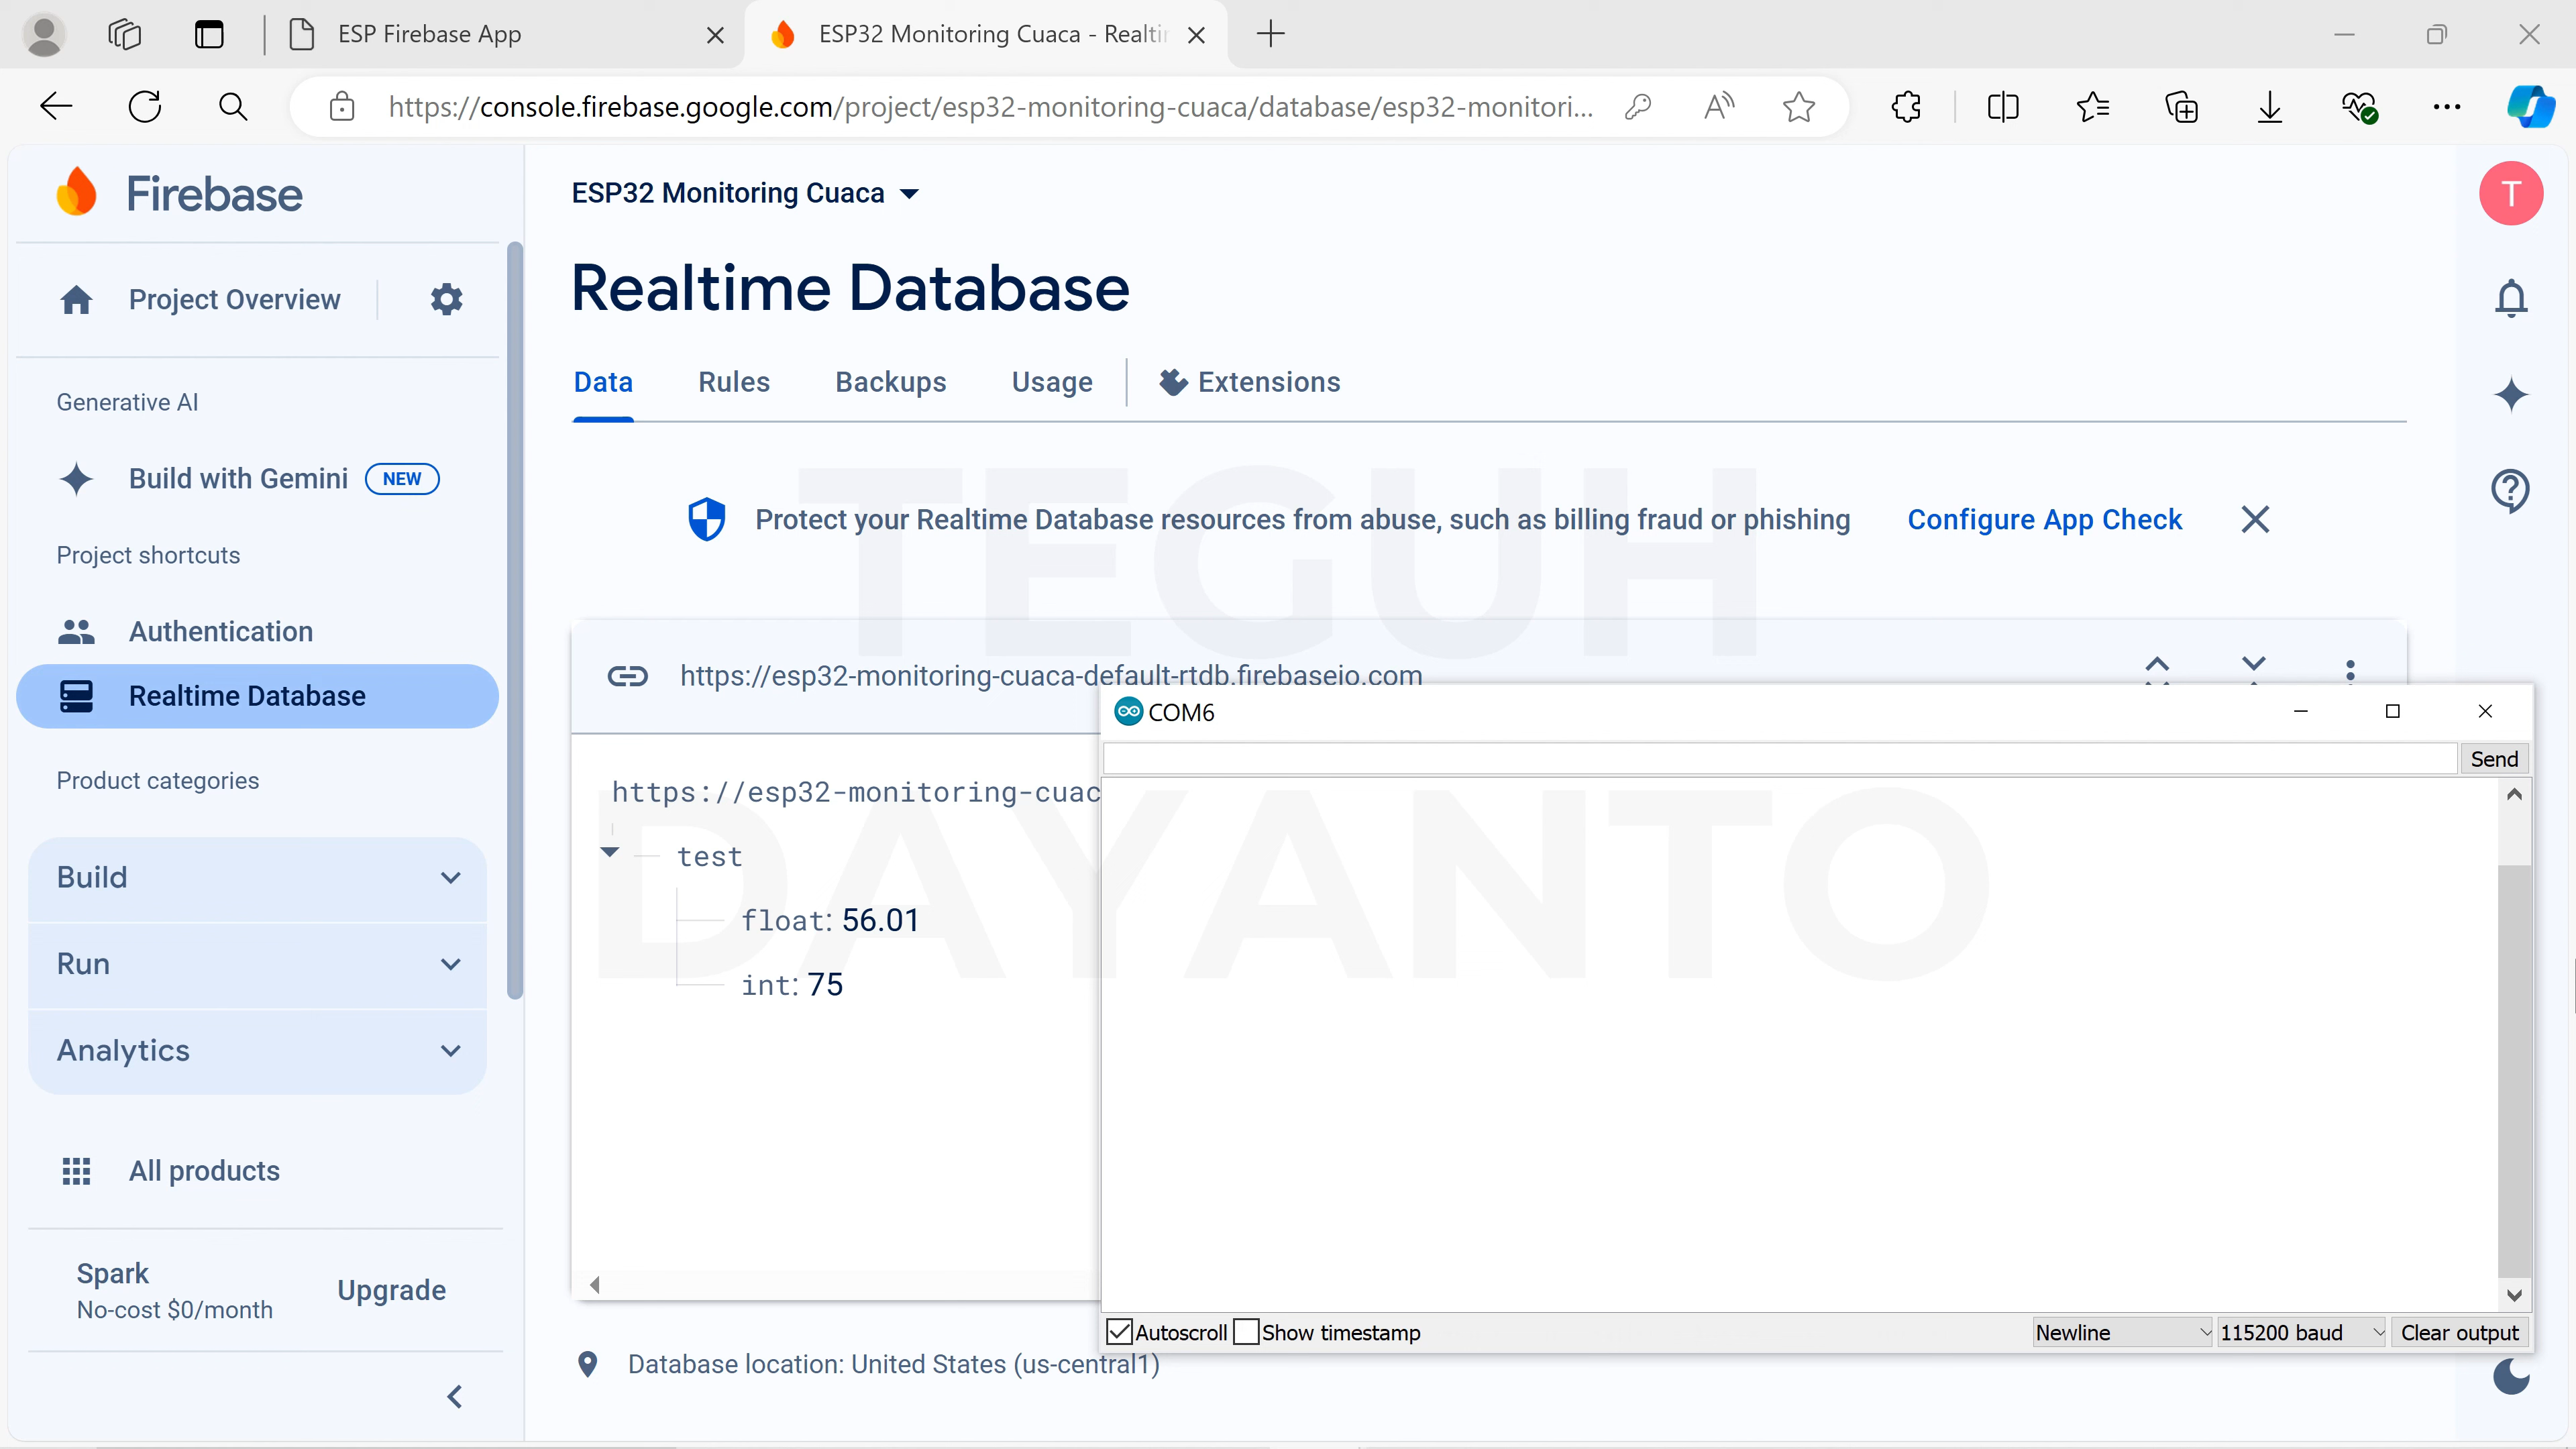 ESP Firebase App
ESP32 Monitoring Cuaca - Realti
https://console.firebase.google.com/project/esp32-monitoring-cuaca/database/esp32-monitori...
Firebase
ESP32 Monitoring Cuaca
T
Project Overview
Realtime Database
Data
Rules
Backups
Usage
Extensions
Generative AI
Build with Gemini
NEW
Protect your Realtime Database resources from abuse, such as billing fraud or phishing
Configure App Check
Project shortcuts
Authentication
Realtime Database
https://esp32-monitoring-cuaca-default-rtdb.firebaseio.com
COM6
Send
Product categories
https://esp32-monitoring-cuac
test
float: 56.01
int: 75
Build
Run
Analytics
All products
Spark
No-cost $0/month
Upgrade
Autoscroll
Show timestamp
Newline
115200 baud
Clear output
Database location: United States (us-central1)
TEGUH
DAYANTO